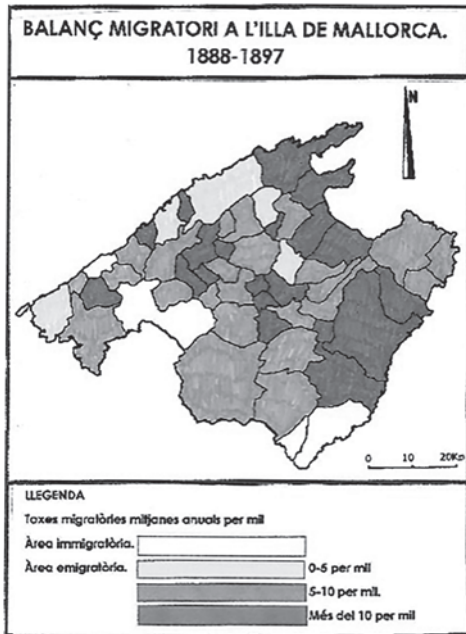 BALANÇ MIGRATORI A L'ILLA DE MALLORCA.
1888-1897
N
0 10 20Km
LLEGENDA
Taxes migratòries mitjanes anuals per mil
Àrea immigratòria.
Àrea emigratòria. 0-5 per mil
5-10 per mil.
Més del 10 per mil